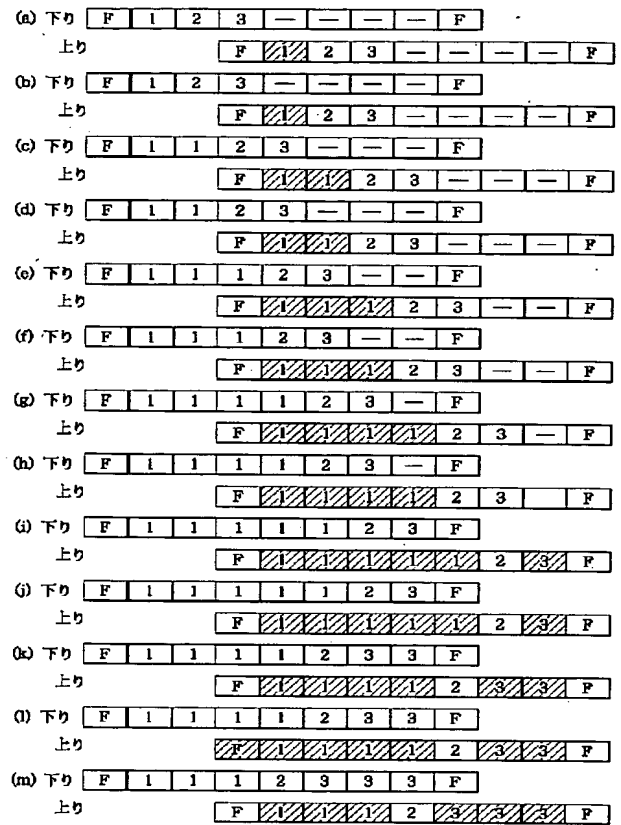 (a) 下り F 1 2 3 — — — — F
上り F 1 2 3 — — — — F
(b) 下り F 1 2 3 — — — — F
上り F 1 2 3 — — — — F
(c) 下り F 1 1 2 3 — — — F
上り F 1 1 2 3 — — — F
(d) 下り F 1 1 2 3 — — — F
上り F 1 1 2 3 — — — F
(e) 下り F 1 1 1 2 3 — — F
上り F 1 1 1 2 3 — — F
(f) 下り F 1 1 1 2 3 — — F
上り F 1 1 1 2 3 — — F
(g) 下り F 1 1 1 1 2 3 — F
上り F 1 1 1 1 2 3 — F
(h) 下り F 1 1 1 1 2 3 — F
上り F 1 1 1 1 2 3 F
(i) 下り F 1 1 1 1 1 2 3 F
上り F 1 1 1 1 1 2 3 F
(j) 下り F 1 1 1 1 1 2 3 F
上り F 1 1 1 1 1 2 3 F
(k) 下り F 1 1 1 1 2 3 3 F
上り F 1 1 1 1 2 3 3 F
(l) 下り F 1 1 1 1 2 3 3 F
上り F 1 1 1 1 2 3 3 F
(m) 下り F 1 1 1 2 3 3 3 F
上り F 1 1 1 2 3 3 3 F